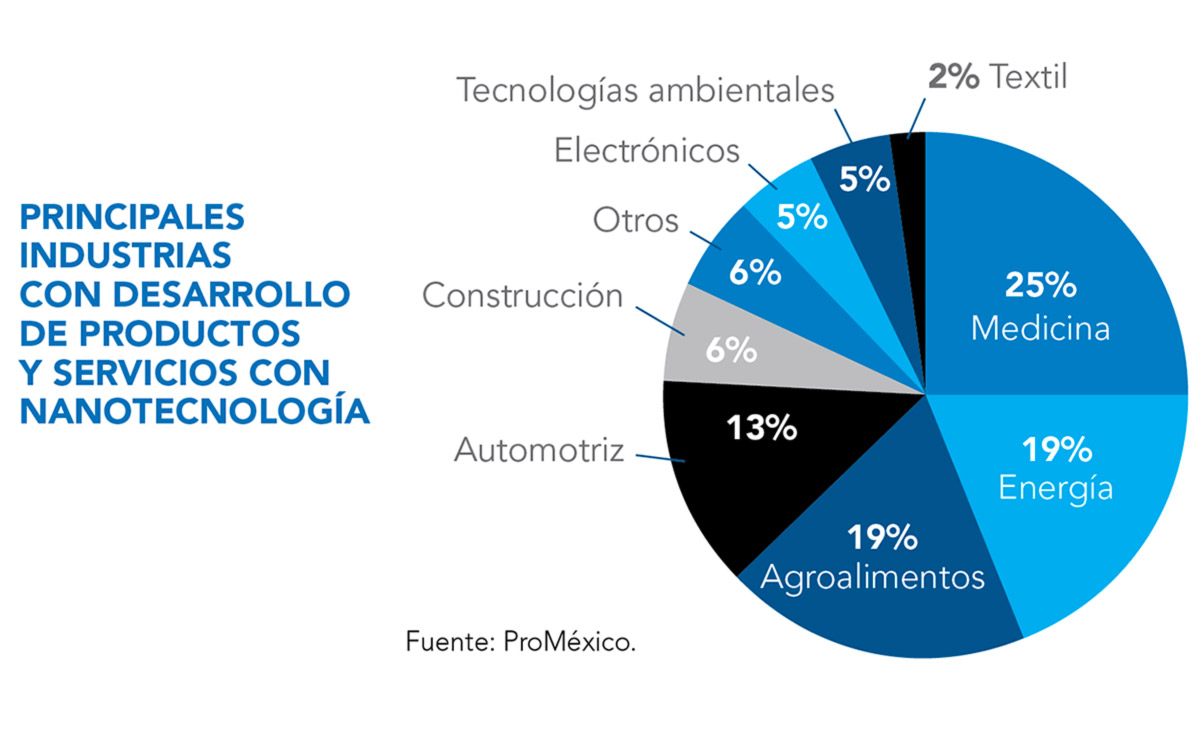 PRINCIPALES
INDUSTRIAS
CON DESARROLLO
DE PRODUCTOS
Y SERVICIOS CON
NANOTECNOLOGÍA
2% Textil
Tecnologías ambientales
5%
Electrónicos
5%
Otros
6%
Construcción
6%
Automotriz
13%
25%
Medicina
19%
Energía
19%
Agroalimentos
Fuente: ProMéxico.